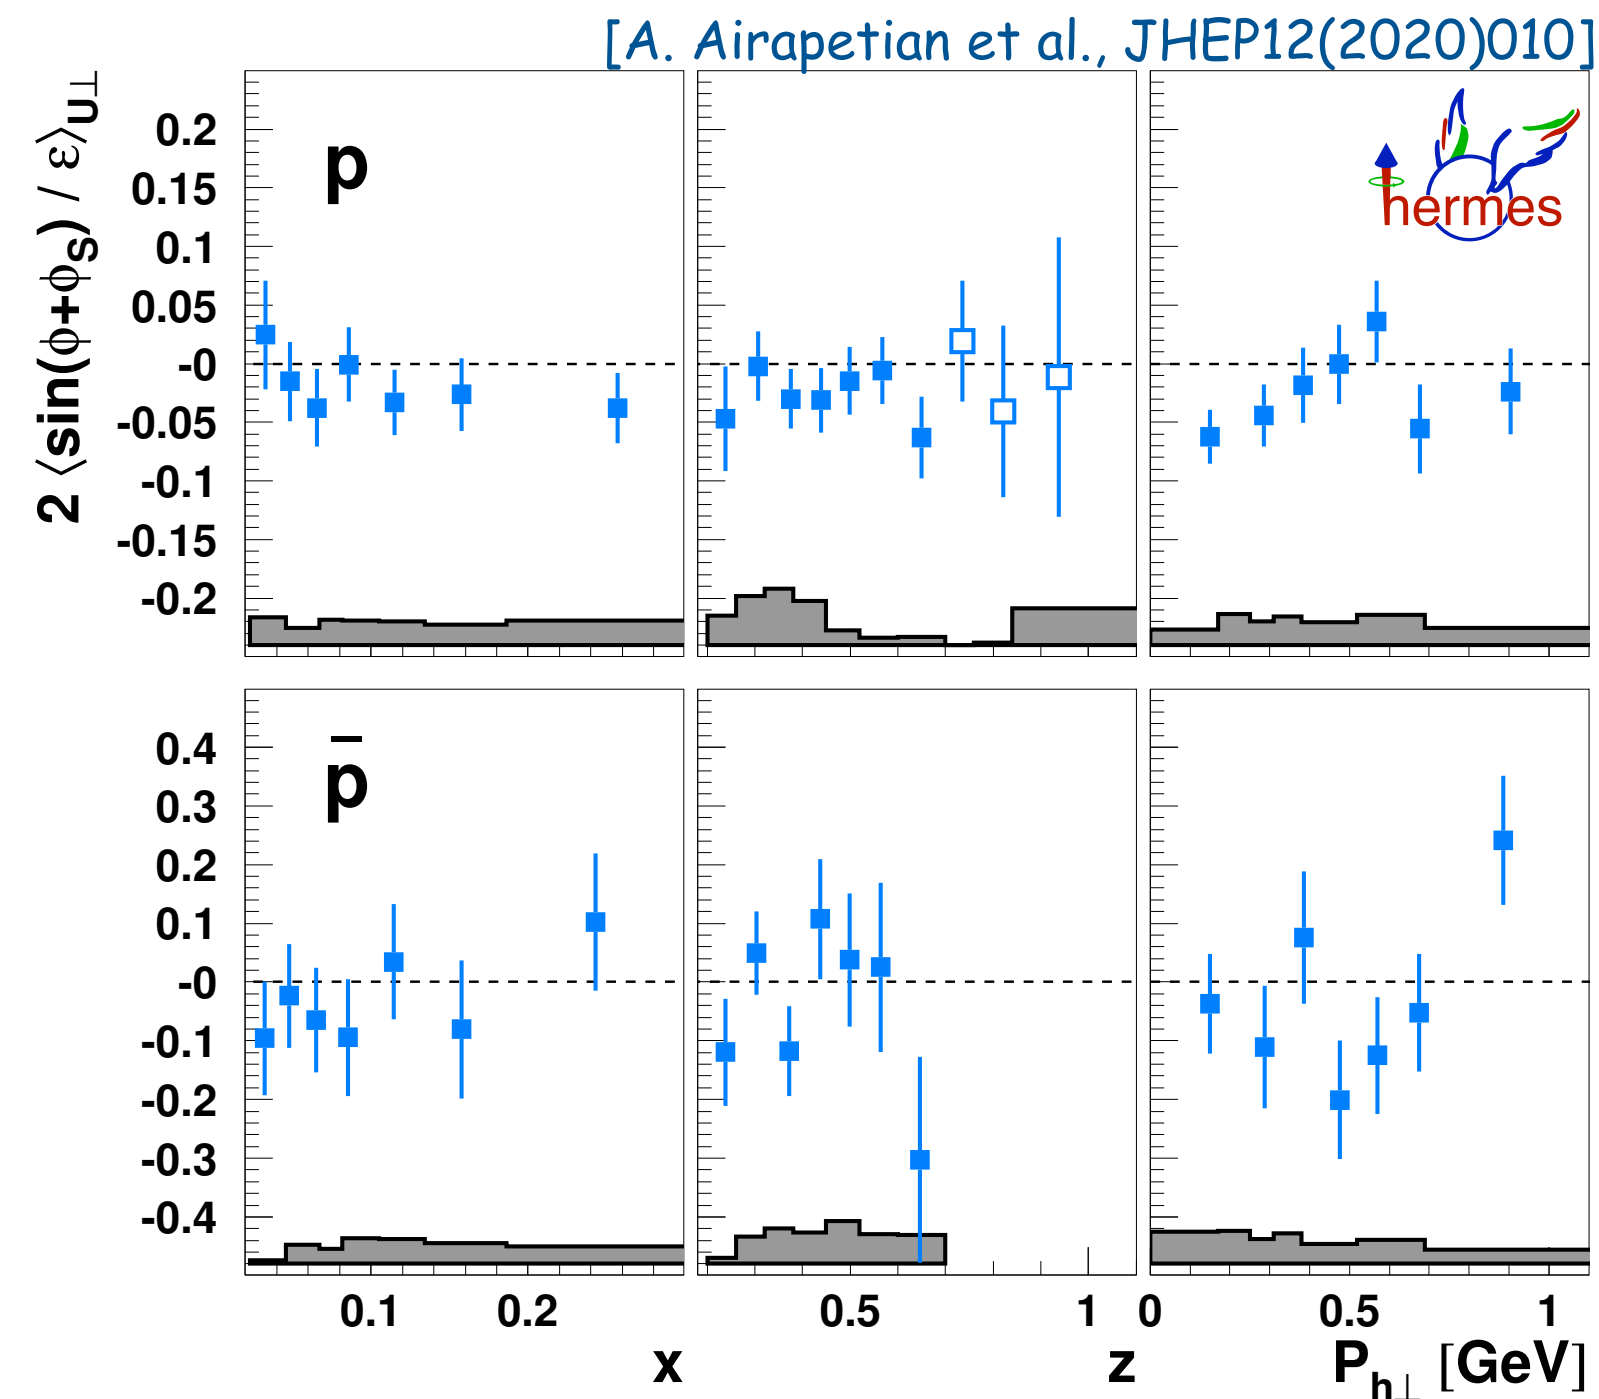 [A. Airapetian et al., JHEP12(2020)010]
2 ⟨sin(ϕ+ϕS) / ε⟩U⊥
p
hermes
0.2
0.15
0.1
0.05
-0
-0.05
-0.1
-0.15
-0.2
p̄
0.4
0.3
0.2
0.1
-0
-0.1
-0.2
-0.3
-0.4
0.1 0.2 0.5 1 0 0.5 1
x z Ph⊥ [GeV]